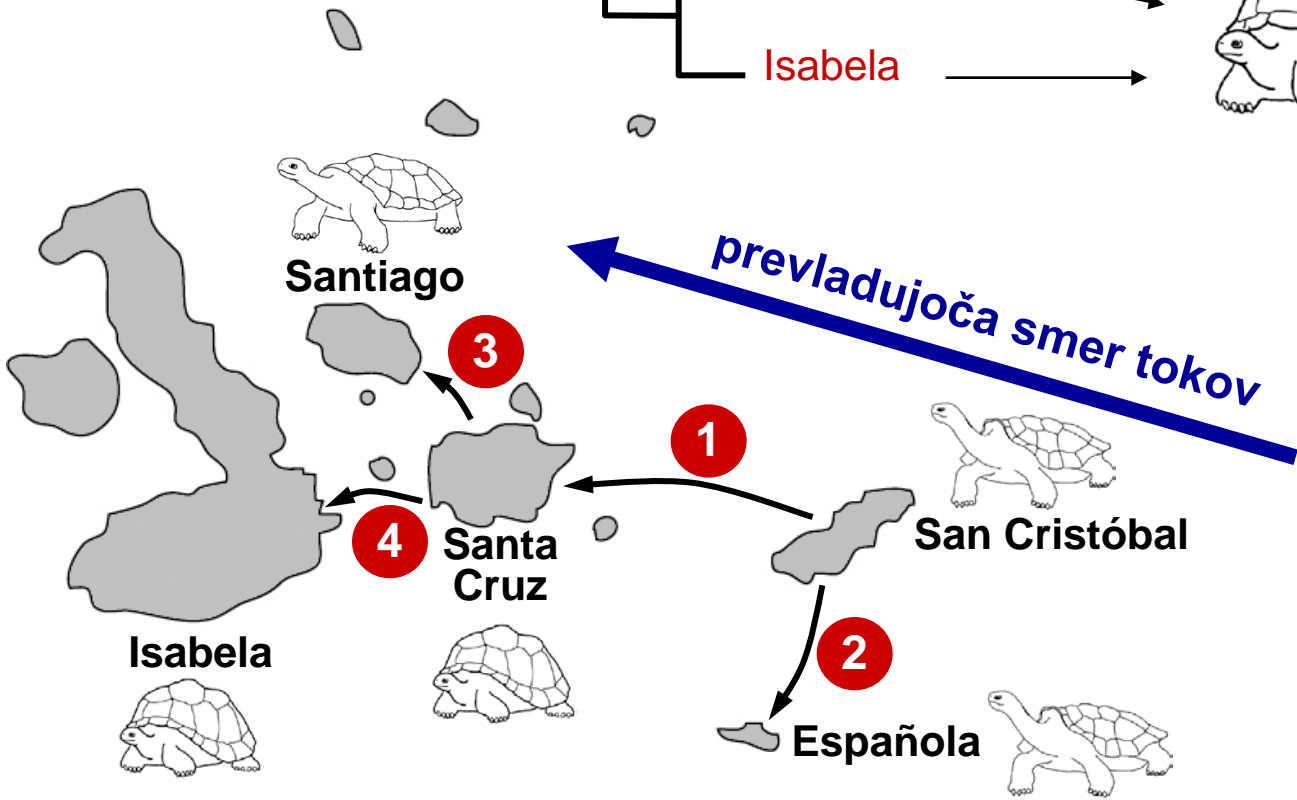 Isabela
Santiago
prevladujoča smer tokov
3
1
San Cristóbal
4
Santa
Cruz
2
Isabela
Española